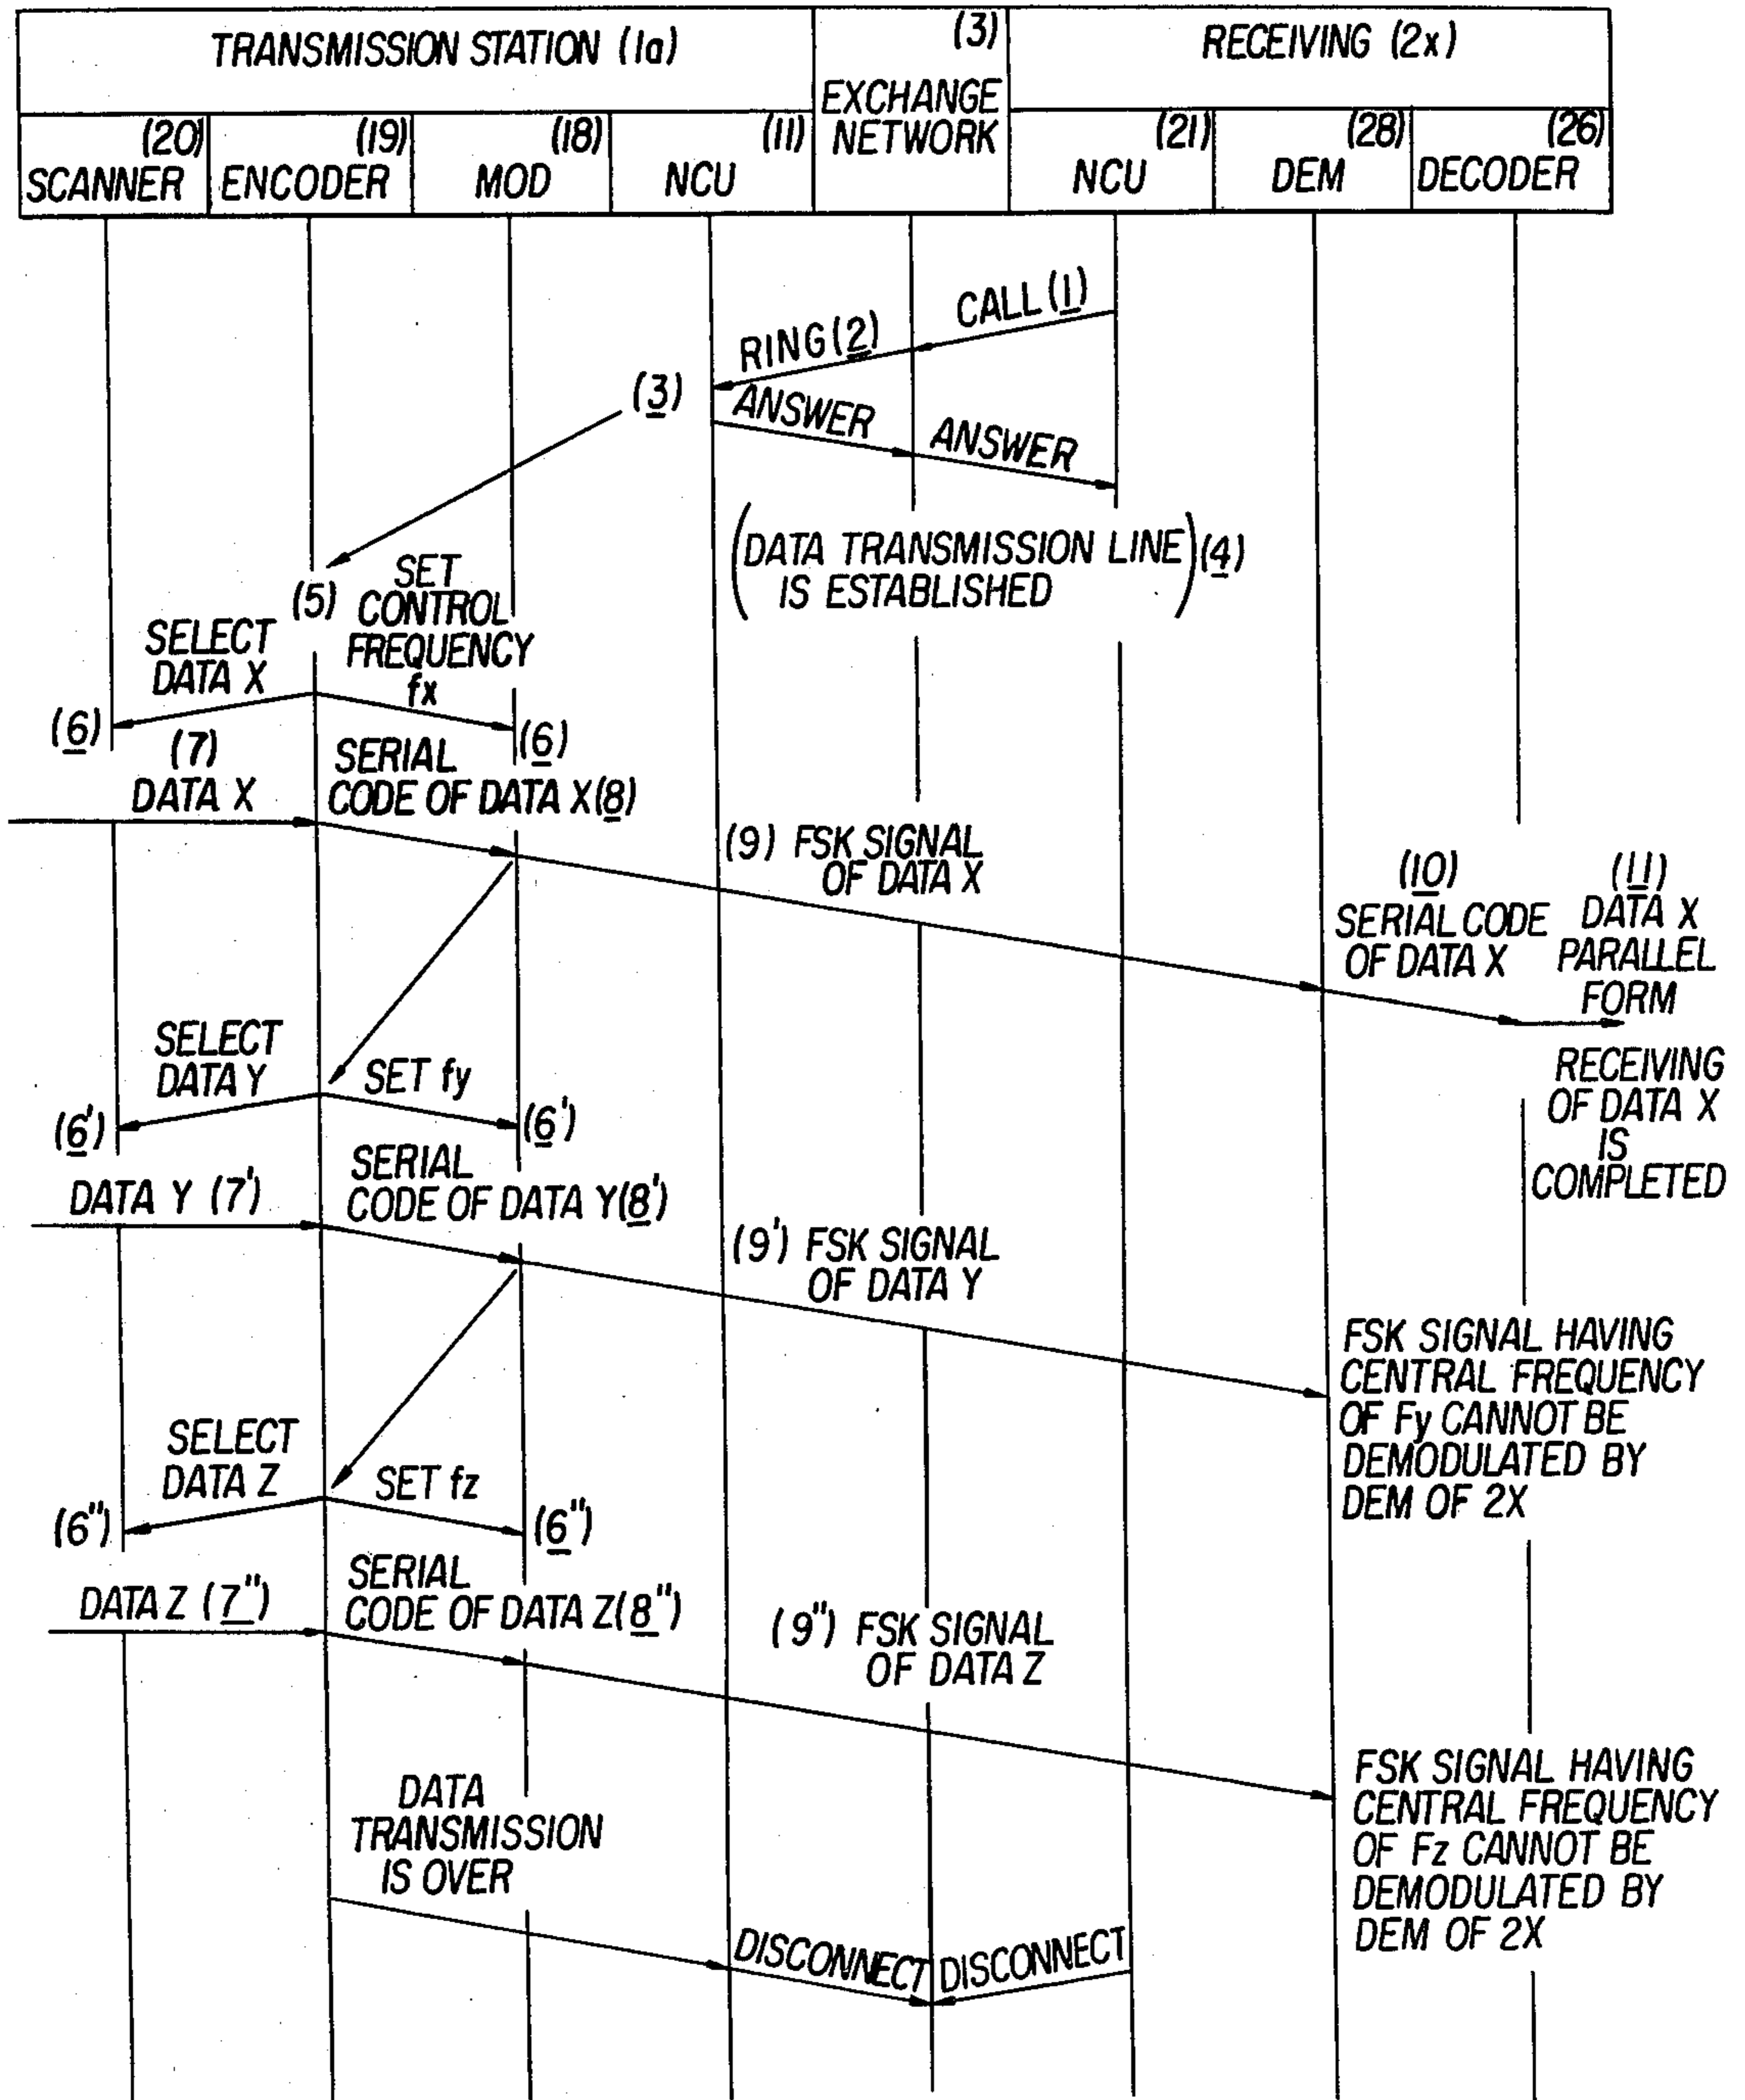 TRANSMISSION STATION (1a)
(3)
EXCHANGE
NETWORK
RECEIVING (2x)
(20)
SCANNER
(19)
ENCODER
(18)
MOD
(11)
NCU
(21)
NCU
(28)
DEM
(26)
DECODER
CALL (1)
RING (2)
(3)
ANSWER
ANSWER
(DATA TRANSMISSION LINE
IS ESTABLISHED) (4)
(5)
SET
CONTROL
FREQUENCY
fx
SELECT
DATA X
(6)
(6)
(7)
DATA X
SERIAL
CODE OF DATA X (8)
(9) FSK SIGNAL
OF DATA X
(10)
SERIAL CODE
OF DATA X
(11)
DATA X
PARALLEL
FORM
RECEIVING
OF DATA X
IS
COMPLETED
SELECT
DATA Y
SET fy
(6')
(6')
DATA Y (7')
SERIAL
CODE OF DATA Y (8')
(9') FSK SIGNAL
OF DATA Y
FSK SIGNAL HAVING
CENTRAL FREQUENCY
OF Fy CANNOT BE
DEMODULATED BY
DEM OF 2X
SELECT
DATA Z
SET fz
(6")
(6")
DATA Z (7")
SERIAL
CODE OF DATA Z (8")
(9") FSK SIGNAL
OF DATA Z
FSK SIGNAL HAVING
CENTRAL FREQUENCY
OF Fz CANNOT BE
DEMODULATED BY
DEM OF 2X
DATA
TRANSMISSION
IS OVER
DISCONNECT
DISCONNECT